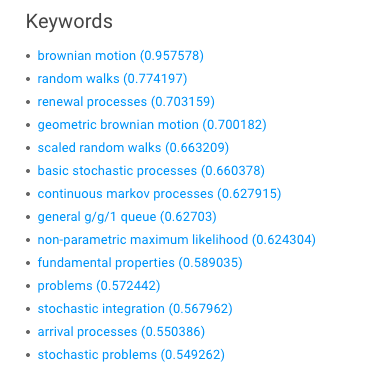 Keywords
brownian motion (0.957578)
random walks (0.774197)
renewal processes (0.703159)
geometric brownian motion (0.700182)
scaled random walks (0.663209)
basic stochastic processes (0.660378)
continuous markov processes (0.627915)
general g/g/1 queue (0.62703)
non-parametric maximum likelihood (0.624304)
fundamental properties (0.589035)
problems (0.572442)
stochastic integration (0.567962)
arrival processes (0.550386)
stochastic problems (0.549262)